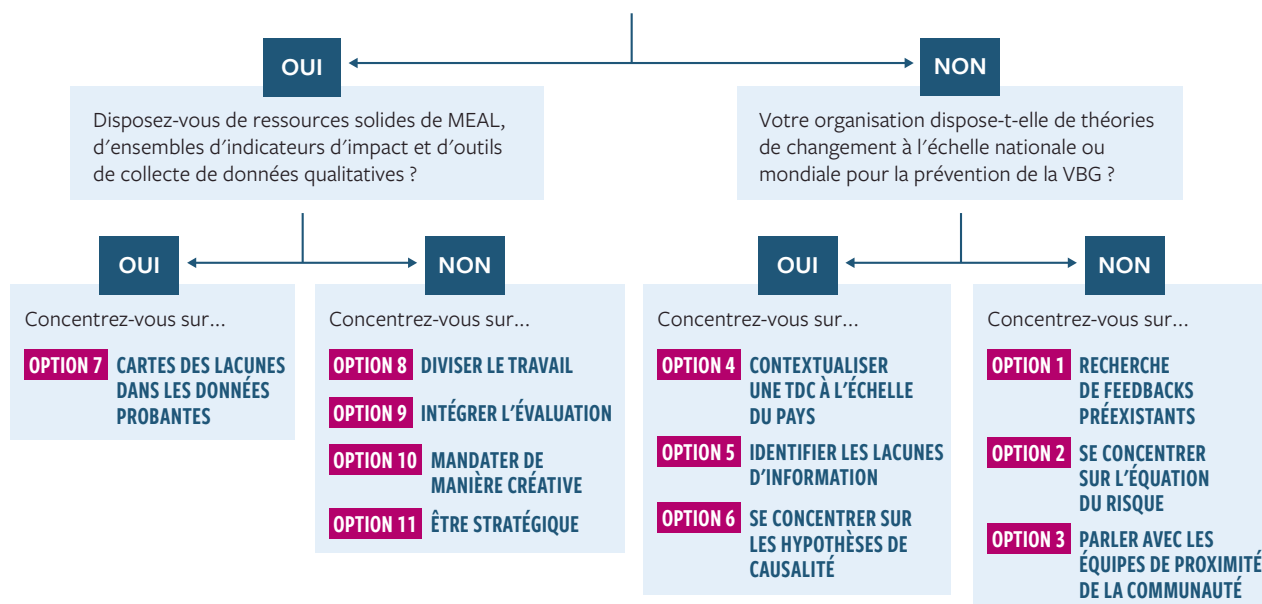 OUI
NON
Disposez-vous de ressources solides de MEAL,
d'ensembles d'indicateurs d'impact et d'outils
de collecte de données qualitatives ?
Votre organisation dispose-t-elle de théories
de changement à l'échelle nationale ou
mondiale pour la prévention de la VBG ?
OUI
NON
OUI
NON
Concentrez-vous sur...
OPTION 7 CARTES DES LACUNES
DANS LES DONNÉES
PROBANTES
Concentrez-vous sur...
OPTION 8 DIVISER LE TRAVAIL
OPTION 9 INTÉGRER L'ÉVALUATION
OPTION 10 MANDATER DE
MANIÈRE CRÉATIVE
OPTION 11 ÊTRE STRATÉGIQUE
Concentrez-vous sur...
OPTION 4 CONTEXTUALISER
UNE TDC À L'ÉCHELLE
DU PAYS
OPTION 5 IDENTIFIER LES LACUNES
D'INFORMATION
OPTION 6 SE CONCENTRER SUR
LES HYPOTHÈSES DE
CAUSALITÉ
Concentrez-vous sur...
OPTION 1 RECHERCHE
DE FEEDBACKS
PRÉEXISTANTS
OPTION 2 SE CONCENTRER
SUR L'ÉQUATION
DU RISQUE
OPTION 3 PARLER AVEC LES
ÉQUIPES DE PROXIMITÉ
DE LA COMMUNAUTÉ